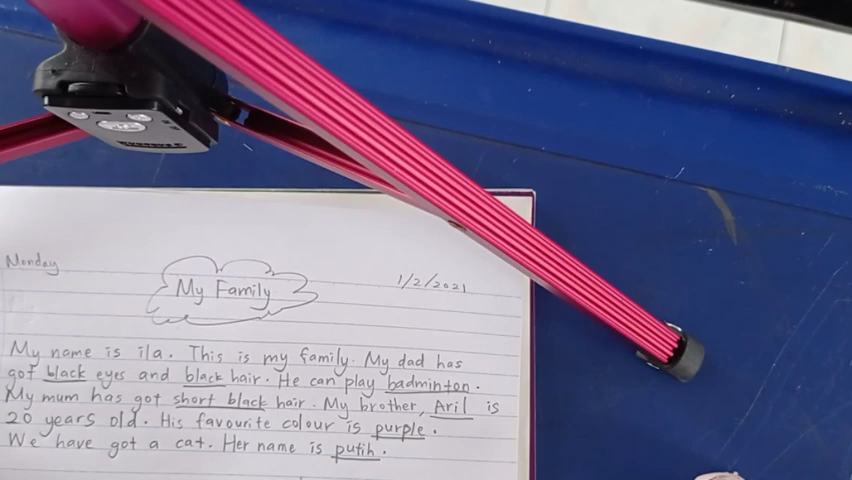 Monday
My Family
1/2/2021
My name is ila. This is my family. My dad has
got black eyes and black hair. He can play badminton.
My mum has got short black hair. My brother, Aril is
20 years old. His favourite colour is purple.
We have got a cat. Her name is putih.